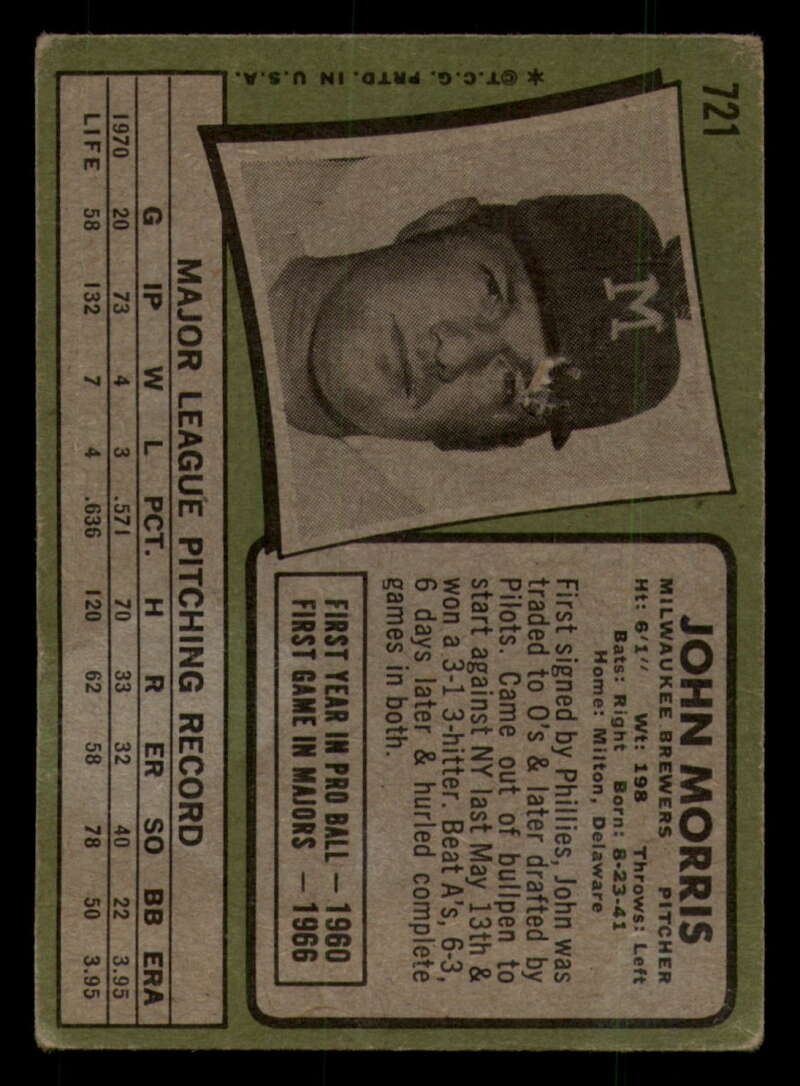 721
* ©T.C.G. PRTD. IN U.S.A.
M
JOHN MORRIS
MILWAUKEE BREWERS PITCHER
Ht: 6'1" Wt: 198 Throws: Left
Bats: Right Born: 8-23-41
Home: Milton, Delaware
First signed by Phillies, John was
traded to O's & later drafted by
Pilots. Came out of bullpen to
start against NY last May 13th &
won a 3-1 3-hitter. Beat A's, 6-3,
6 days later & hurled complete
games in both.
FIRST YEAR IN PRO BALL — 1960
FIRST GAME IN MAJORS — 1966
MAJOR LEAGUE PITCHING RECORD
G IP W L PCT. H R ER SO BB ERA
1970 20 73 4 3 .571 70 33 32 40 22 3.95
LIFE 58 132 7 4 .636 120 62 58 78 50 3.95